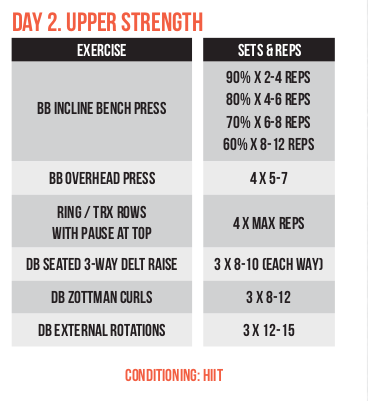 DAY 2. UPPER STRENGTH
EXERCISE
SETS & REPS
BB INCLINE BENCH PRESS
90% X 2-4 REPS
80% X 4-6 REPS
70% X 6-8 REPS
60% X 8-12 REPS
BB OVERHEAD PRESS
4 X 5-7
RING / TRX ROWS
WITH PAUSE AT TOP
4 X MAX REPS
DB SEATED 3-WAY DELT RAISE
3 X 8-10 (EACH WAY)
DB ZOTTMAN CURLS
3 X 8-12
DB EXTERNAL ROTATIONS
3 X 12-15
CONDITIONING: HIIT